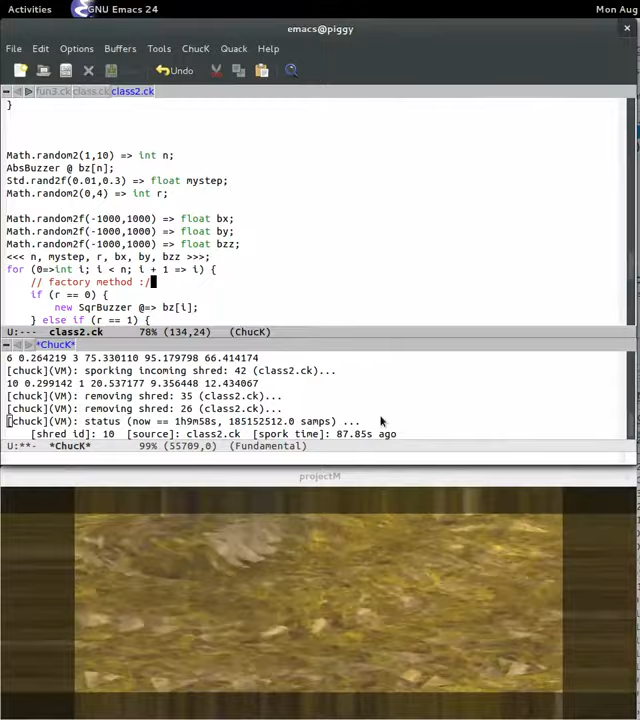 Activities GNU Emacs 24 Mon Aug
emacs@piggy
File Edit Options Buffers Tools ChucK Quack Help
Undo
fun3.ck class.ck class2.ck
}
Math.random2(1,10) => int n;
AbsBuzzer @ bz[n];
Std.rand2f(0.01,0.3) => float mystep;
Math.random2(0,4) => int r;
Math.random2f(-1000,1000) => float bx;
Math.random2f(-1000,1000) => float by;
Math.random2f(-1000,1000) => float bzz;
<<< n, mystep, r, bx, by, bzz >>>;
for (0=>int i; i < n; i + 1 => i) {
// factory method :/
if (r == 0) {
new SqrBuzzer @=> bz[i];
} else if (r == 1) {
U:--- class2.ck 78% (134,24) (ChucK)
*ChucK*
6 0.264219 3 75.330110 95.179798 66.414174
[chuck](VM): sporking incoming shred: 42 (class2.ck)...
10 0.299142 1 20.537177 9.356448 12.434067
[chuck](VM): removing shred: 35 (class2.ck)...
[chuck](VM): removing shred: 26 (class2.ck)...
[chuck](VM): status (now == 1h9m58s, 185152512.0 samps) ...
[shred id]: 10 [source]: class2.ck [spork time]: 87.85s ago
U:**- *ChucK* 99% (55709,0) (Fundamental)
projectM